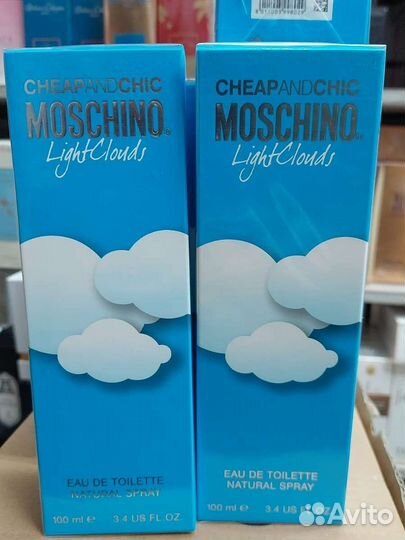 CHEAPANDCHIC
MOSCHINO®
LightClouds
EAU DE TOILETTE
NATURAL SPRAY
100 ml ℮ 3.4 US FL.OZ
CHEAPANDCHIC
MOSCHINO®
LightClouds
EAU DE TOILETTE
NATURAL SPRAY
100 ml ℮ 3.4 US FL.OZ
Avito